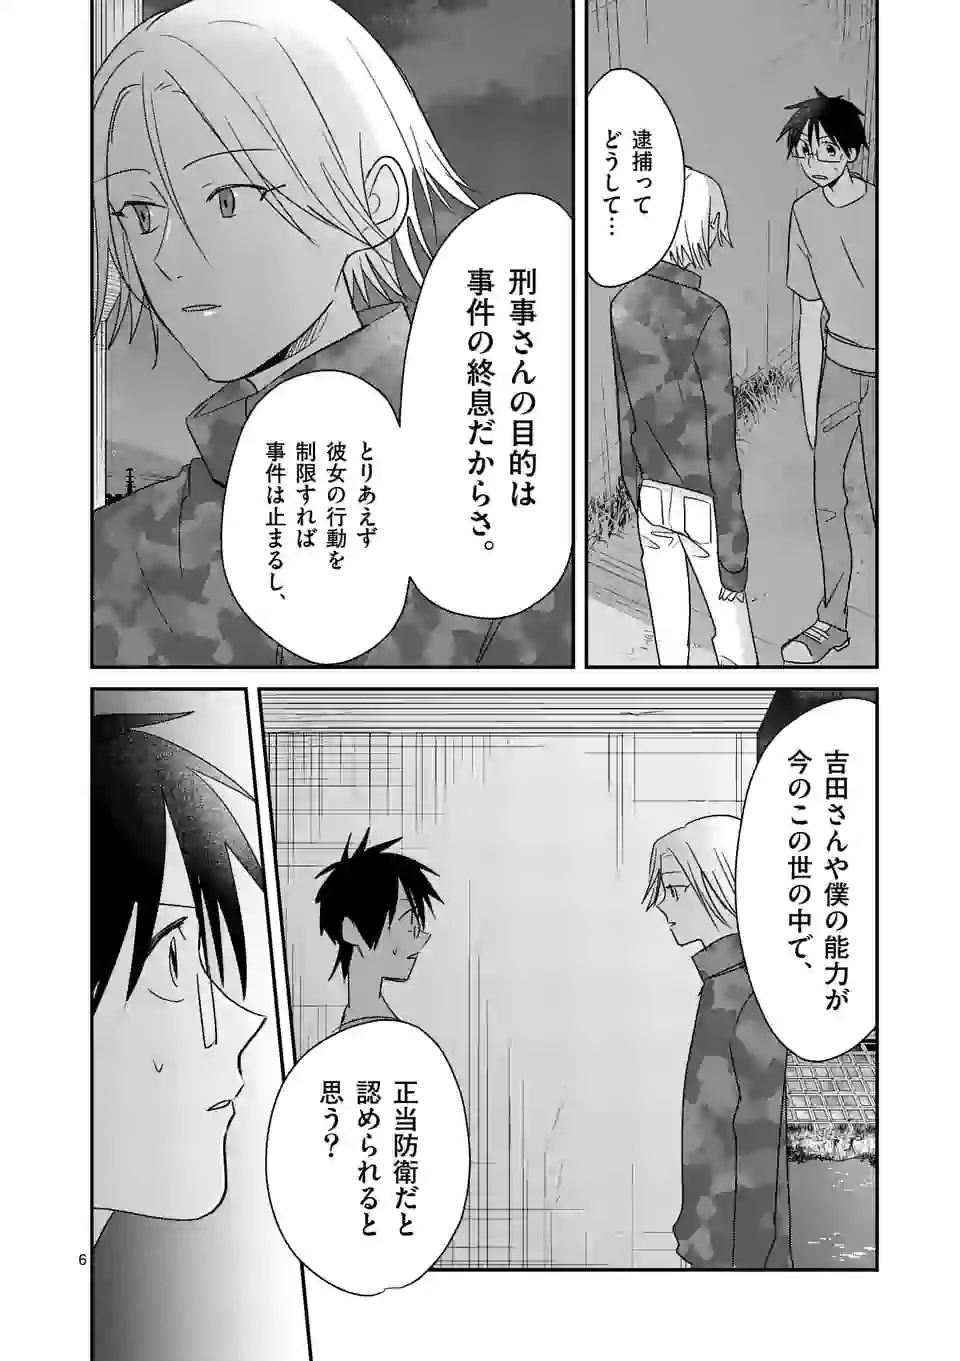 逮捕って
どうして…
刑事さんの目的は
事件の終息だからさ。
とりあえず
彼女の行動を
制限すれば
事件は止まるし、
吉田さんや僕の能力が
今のこの世の中で、
正当防衛だと
認められると
思う？
6